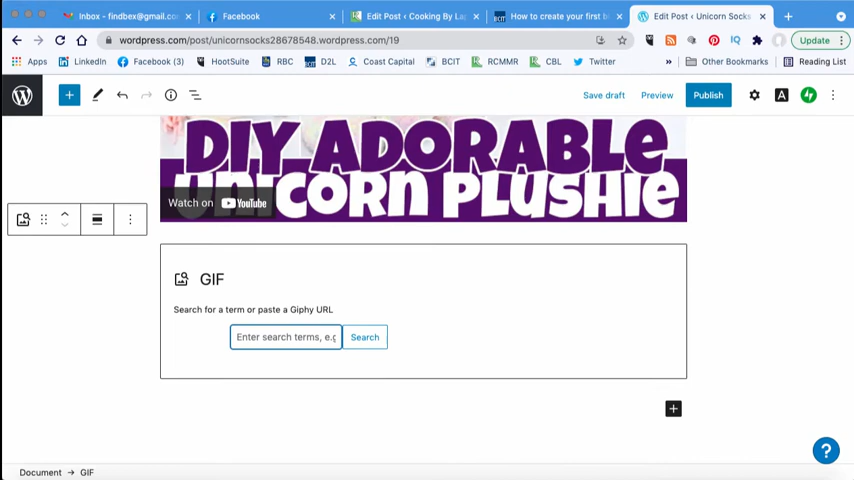 Inbox - findbex@gmail.co
Facebook
Edit Post ‹ Cooking By La
How to create your first b
Edit Post ‹ Unicorn Socks
wordpress.com/post/unicornsocks28678548.wordpress.com/19
Update
Apps
LinkedIn
Facebook (3)
HootSuite
RBC
D2L
Coast Capital
BCIT
RCMMR
CBL
Twitter
»
Other Bookmarks
Reading List
Save draft
Preview
Publish
DIY ADORABLE
UNICORN PLUSHIE
Watch on YouTube
GIF
Search for a term or paste a Giphy URL
Enter search terms, e.g
Search
Document → GIF